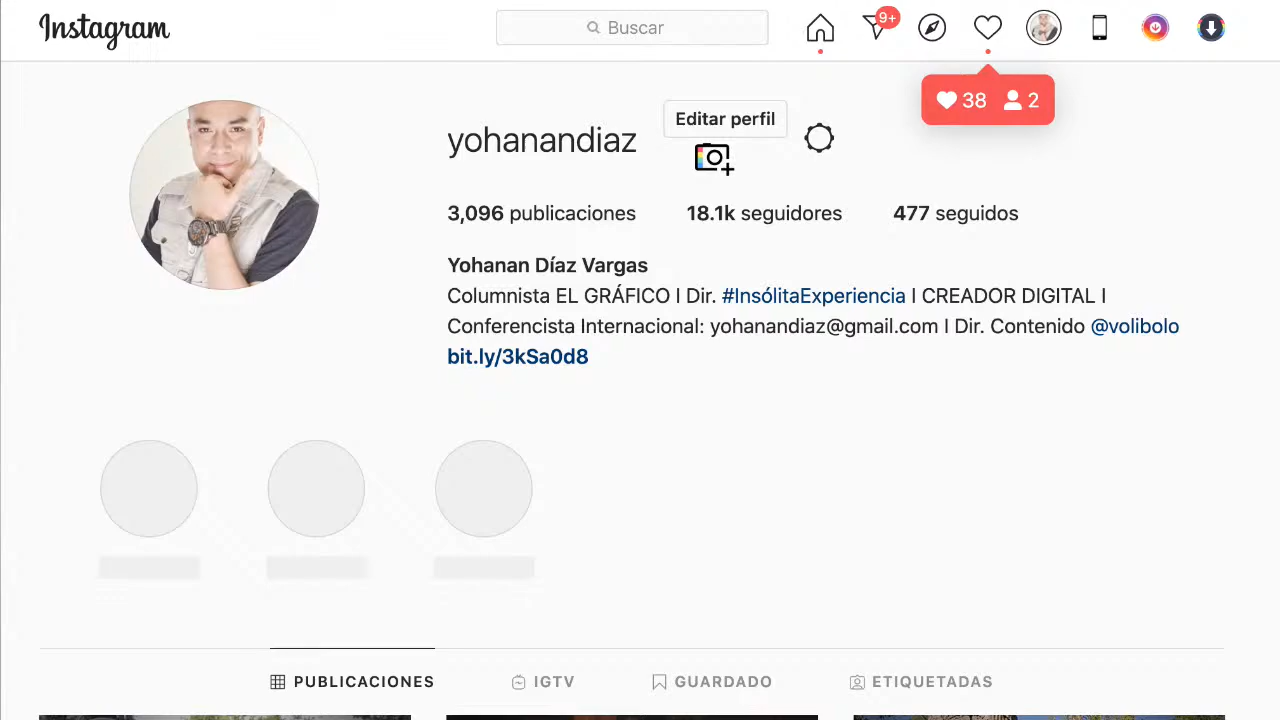 Instagram
Buscar
9+
38 2
yohanandiaz
Editar perfil
3,096 publicaciones 18.1k seguidores 477 seguidos
Yohanan Díaz Vargas
Columnista EL GRÁFICO I Dir. #InsólitaExperiencia I CREADOR DIGITAL I
Conferencista Internacional: yohanandiaz@gmail.com I Dir. Contenido @volibolo
bit.ly/3kSa0d8
PUBLICACIONES IGTV GUARDADO ETIQUETADAS